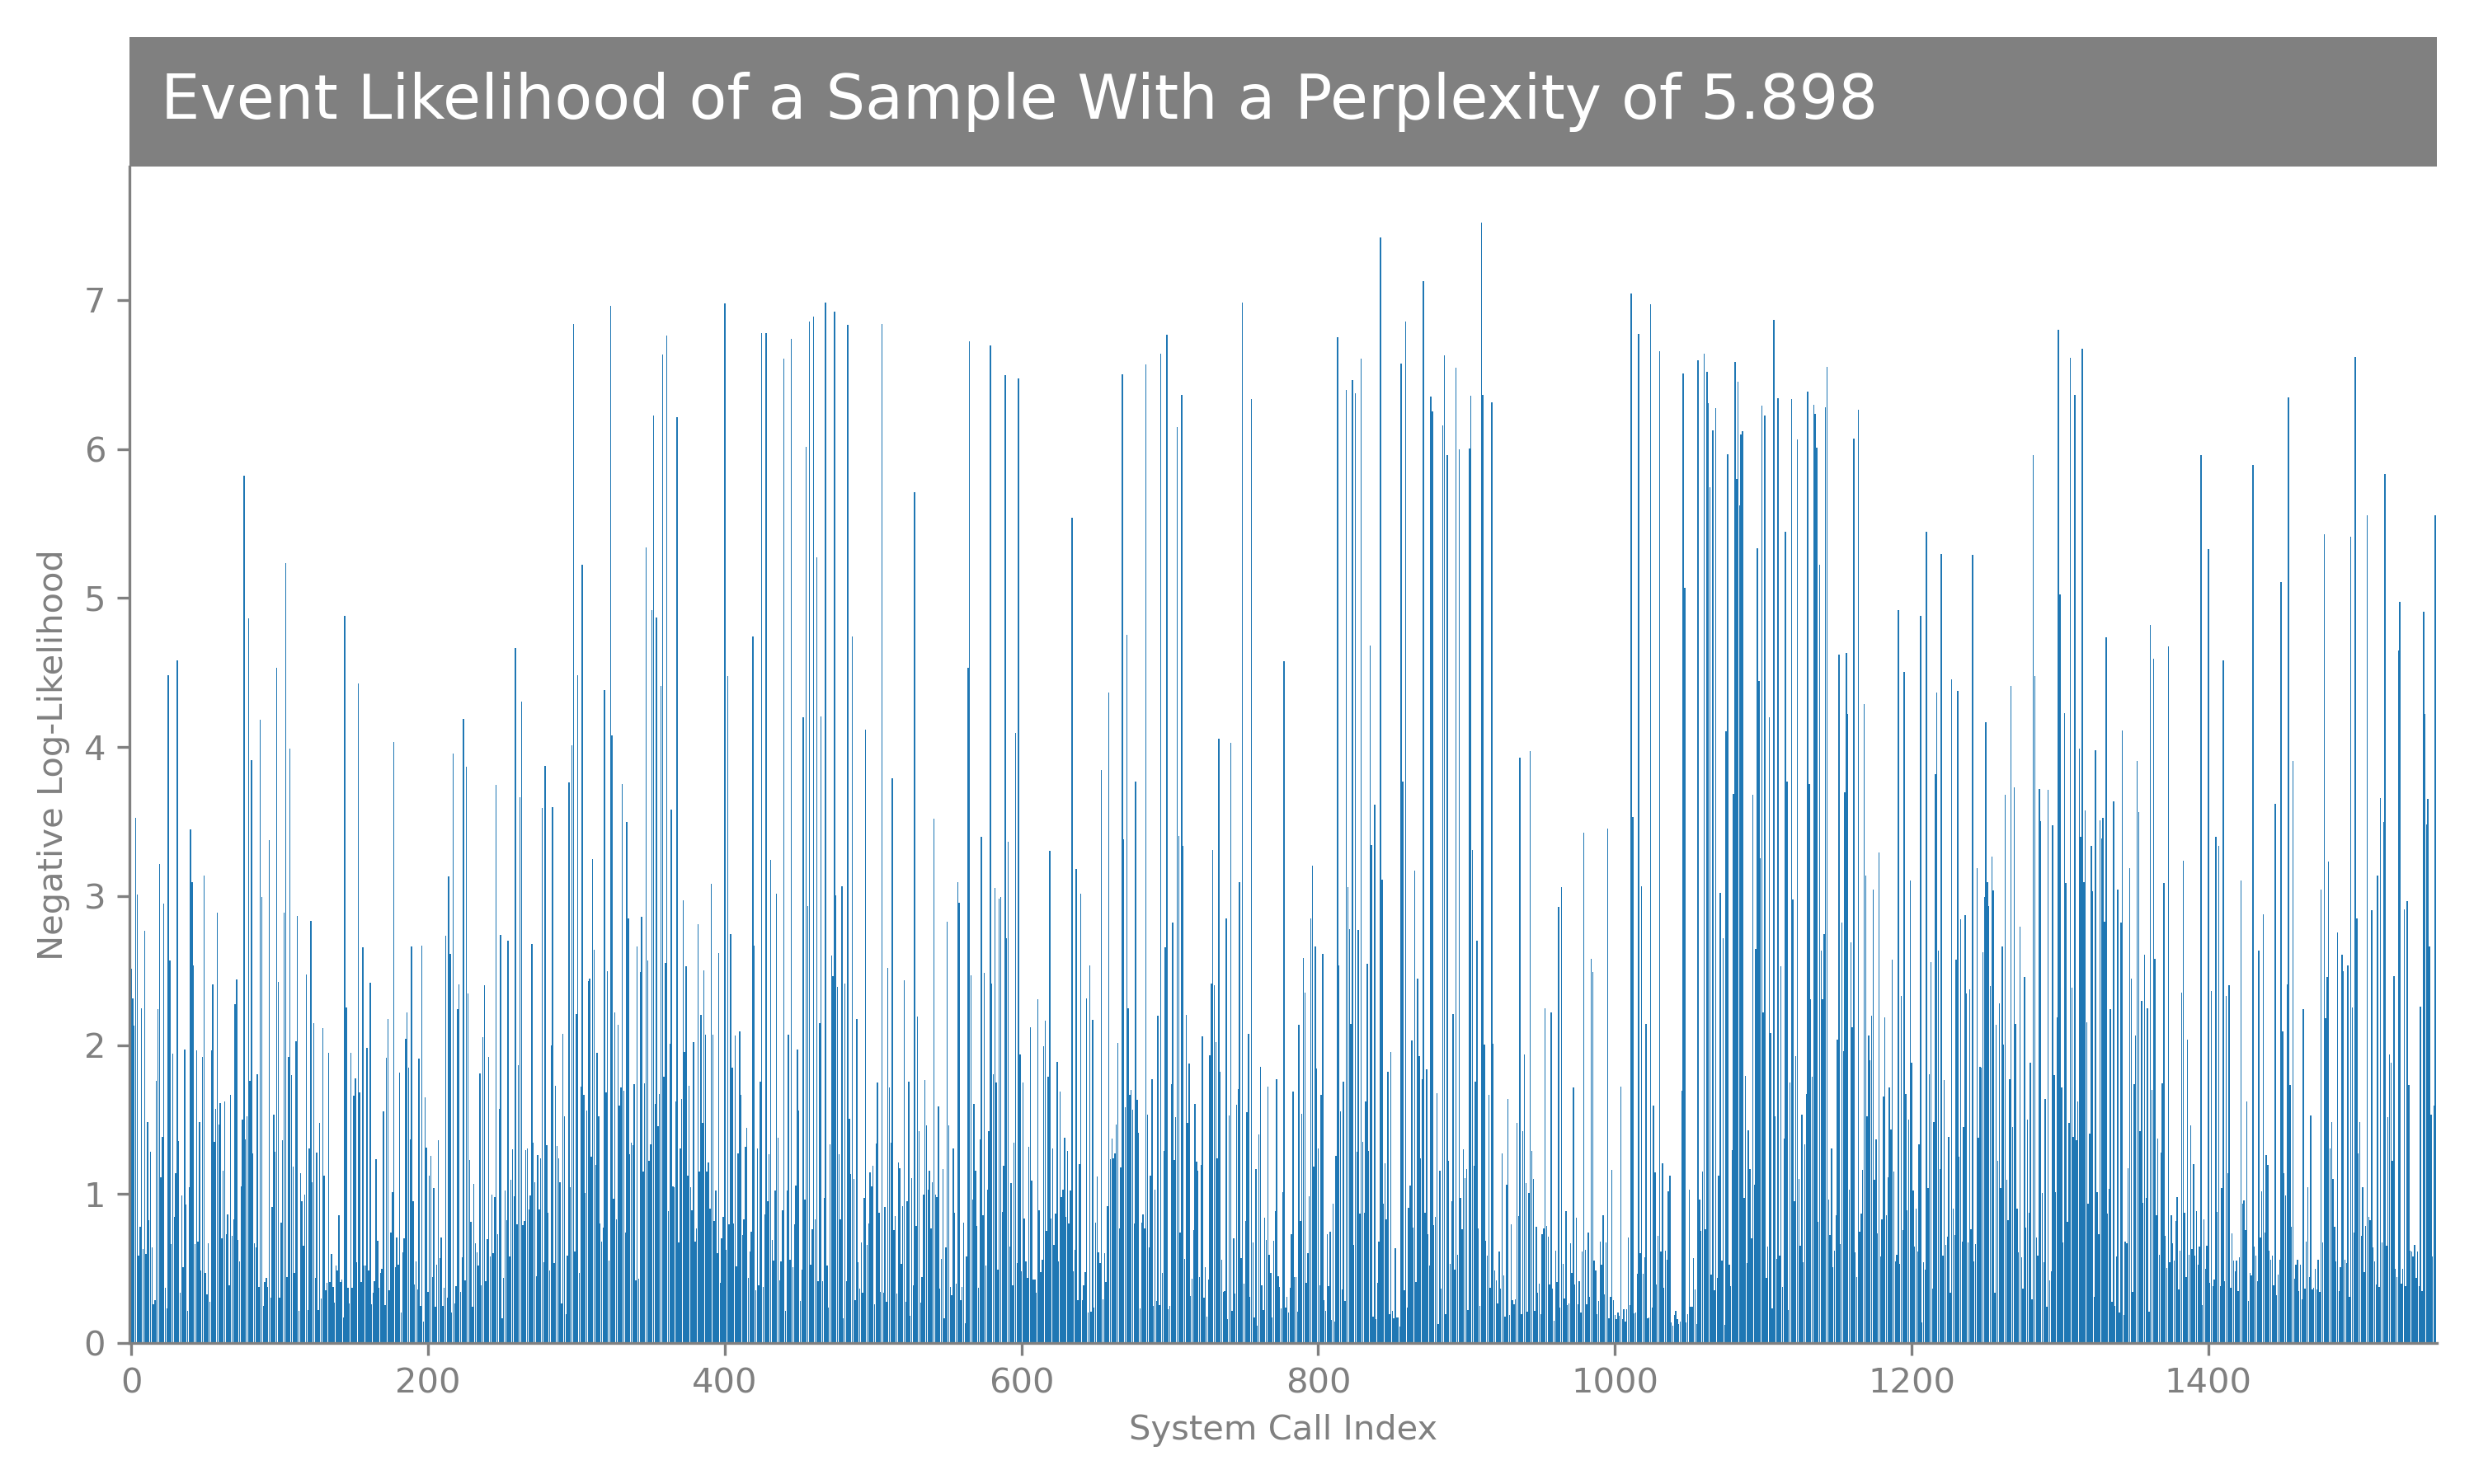 Event Likelihood of a Sample With a Perplexity of 5.898
7
6
5
4
3
2
1
0
Negative Log-Likelihood
0 200 400 600 800 1000 1200 1400
System Call Index